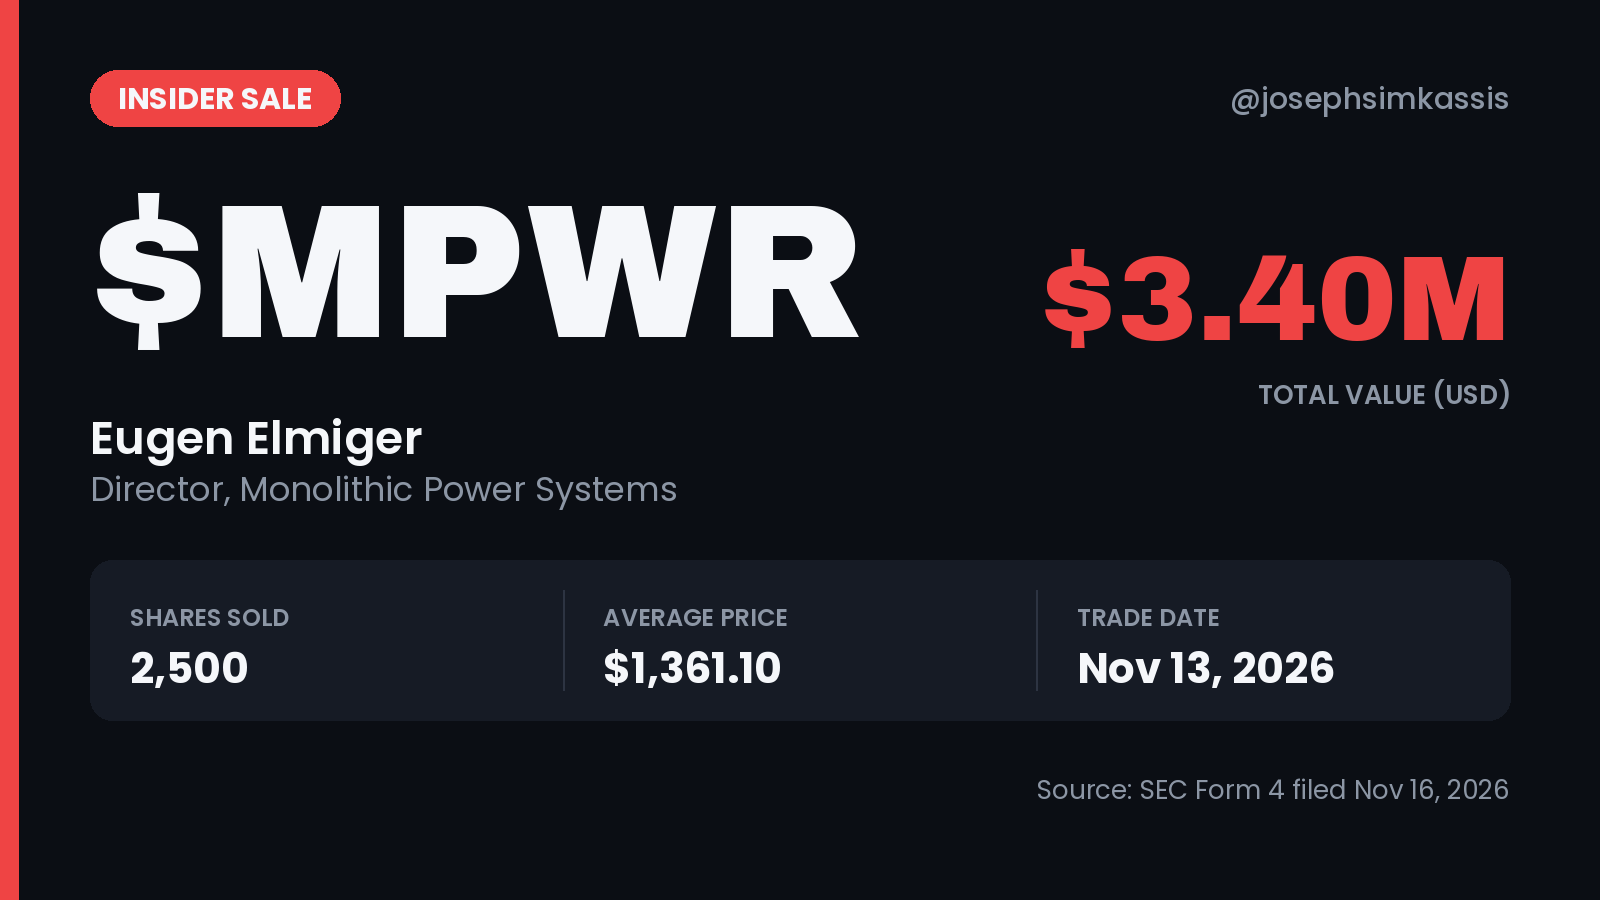 INSIDER SALE
@josephsimkassis
$MPWR
$3.40M
TOTAL VALUE (USD)
Eugen Elmiger
Director, Monolithic Power Systems
SHARES SOLD
2,500
AVERAGE PRICE
$1,361.10
TRADE DATE
Nov 13, 2026
Source: SEC Form 4 filed Nov 16, 2026